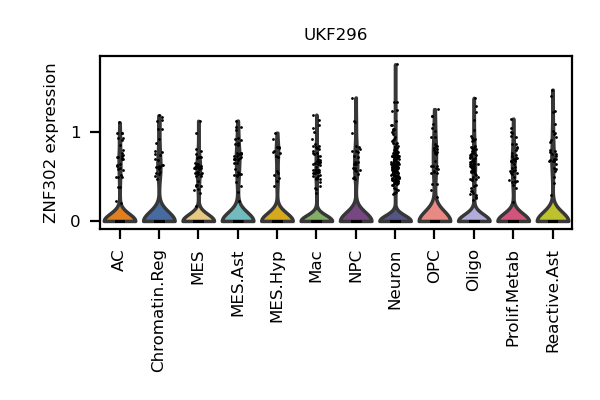 UKF296
ZNF302 expression
1
0
AC
Chromatin.Reg
MES
MES.Ast
MES.Hyp
Mac
NPC
Neuron
OPC
Oligo
Prolif.Metab
Reactive.Ast